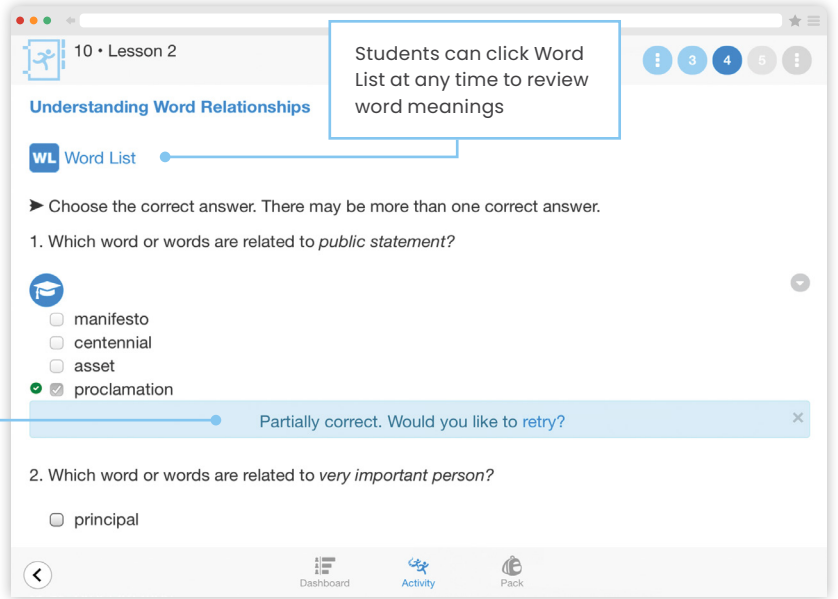 10 • Lesson 2
Students can click Word
List at any time to review
word meanings
3 4 5
Understanding Word Relationships
WL Word List
➤ Choose the correct answer. There may be more than one correct answer.
1. Which word or words are related to public statement?
manifesto
centennial
asset
proclamation
Partially correct. Would you like to retry?
2. Which word or words are related to very important person?
principal
Dashboard Activity Pack